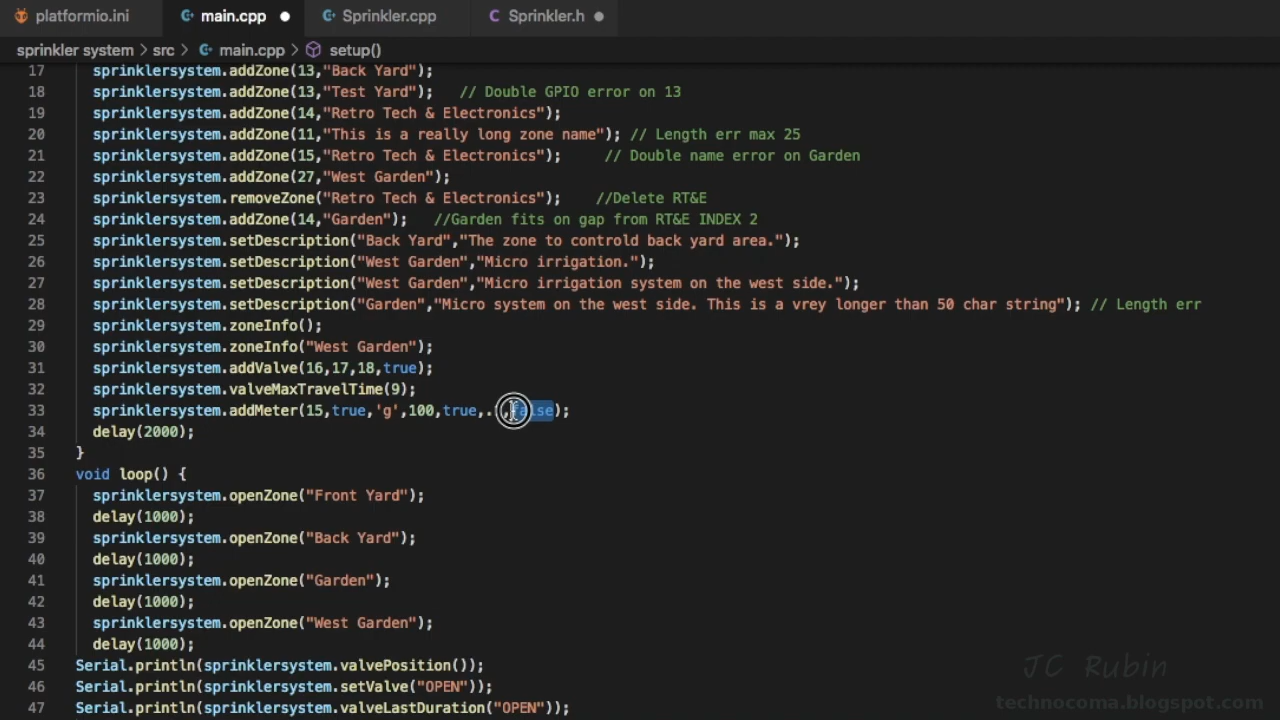 platformio.ini main.cpp Sprinkler.cpp Sprinkler.h
sprinkler system > src > main.cpp > setup()
17 sprinklersystem.addZone(13,"Back Yard");
18 sprinklersystem.addZone(13,"Test Yard"); // Double GPIO error on 13
19 sprinklersystem.addZone(14,"Retro Tech & Electronics");
20 sprinklersystem.addZone(11,"This is a really long zone name"); // Length err max 25
21 sprinklersystem.addZone(15,"Retro Tech & Electronics"); // Double name error on Garden
22 sprinklersystem.addZone(27,"West Garden");
23 sprinklersystem.removeZone("Retro Tech & Electronics"); //Delete RT&E
24 sprinklersystem.addZone(14,"Garden"); //Garden fits on gap from RT&E INDEX 2
25 sprinklersystem.setDescription("Back Yard","The zone to controld back yard area.");
26 sprinklersystem.setDescription("West Garden","Micro irrigation.");
27 sprinklersystem.setDescription("West Garden","Micro irrigation system on the west side.");
28 sprinklersystem.setDescription("Garden","Micro system on the west side. This is a vrey longer than 50 char string"); // Length err
29 sprinklersystem.zoneInfo();
30 sprinklersystem.zoneInfo("West Garden");
31 sprinklersystem.addValve(16,17,18,true);
32 sprinklersystem.valveMaxTravelTime(9);
33 sprinklersystem.addMeter(15,true,'g',100,true,. ,false);
34 delay(2000);
35 }
36 void loop() {
37 sprinklersystem.openZone("Front Yard");
38 delay(1000);
39 sprinklersystem.openZone("Back Yard");
40 delay(1000);
41 sprinklersystem.openZone("Garden");
42 delay(1000);
43 sprinklersystem.openZone("West Garden");
44 delay(1000);
45 Serial.println(sprinklersystem.valvePosition());
46 Serial.println(sprinklersystem.setValve("OPEN"));
47 Serial.println(sprinklersystem.valveLastDuration("OPEN"));
JC Rubin
technocoma.blogspot.com